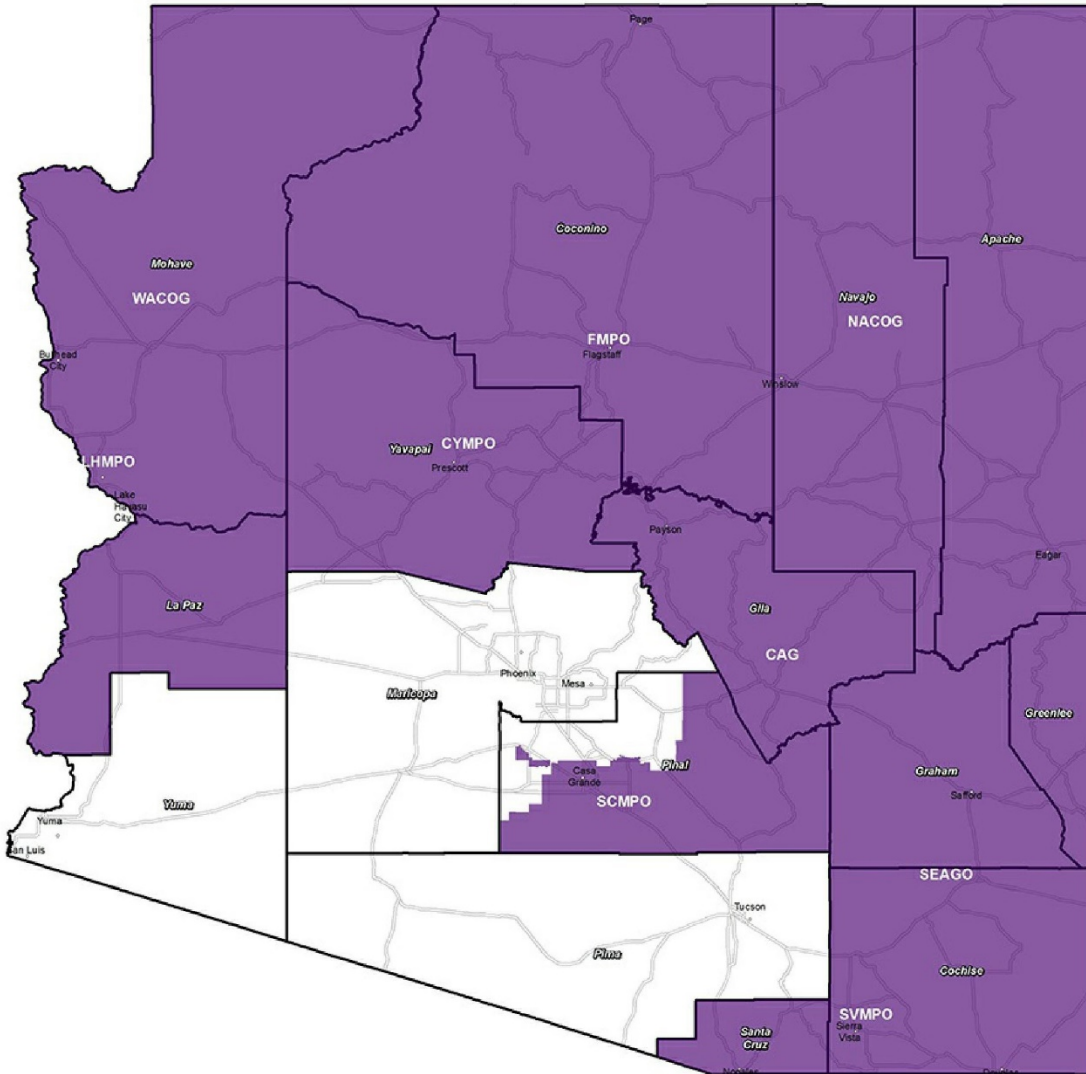 Page
Coconino
Apache
Mohave
WACOG
Navajo
NACOG
FMPO
Flagstaff
Bullhead
City
Winslow
Yavapai
CYMPO
Prescott
LHMPO
Lake
Havasu
City
Payson
Eagar
La Paz
Gila
CAG
Phoenix
Mesa
Maricopa
Greenlee
Pinal
Graham
Casa
Grande
SCMPO
Safford
Yuma
Yuma
San Luis
SEAGO
Tucson
Pima
Cochise
SVMPO
Sierra
Vista
Santa
Cruz
Nogales
Douglas